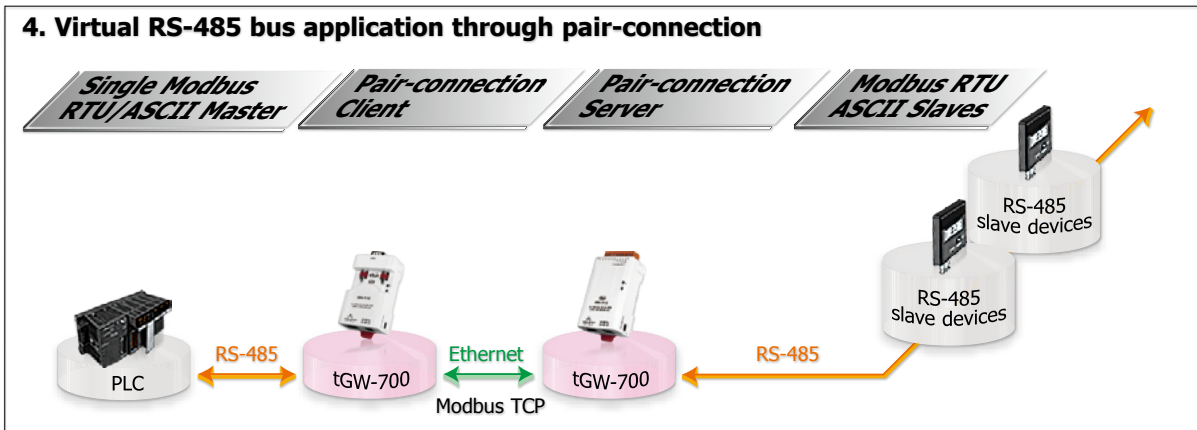 4. Virtual RS-485 bus application through pair-connection
Single Modbus
RTU/ASCII Master
Pair-connection
Client
Pair-connection
Server
Modbus RTU
ASCII Slaves
RS-485
slave devices
RS-485
slave devices
PLC
RS-485
tGW-700
Ethernet
Modbus TCP
tGW-700
RS-485